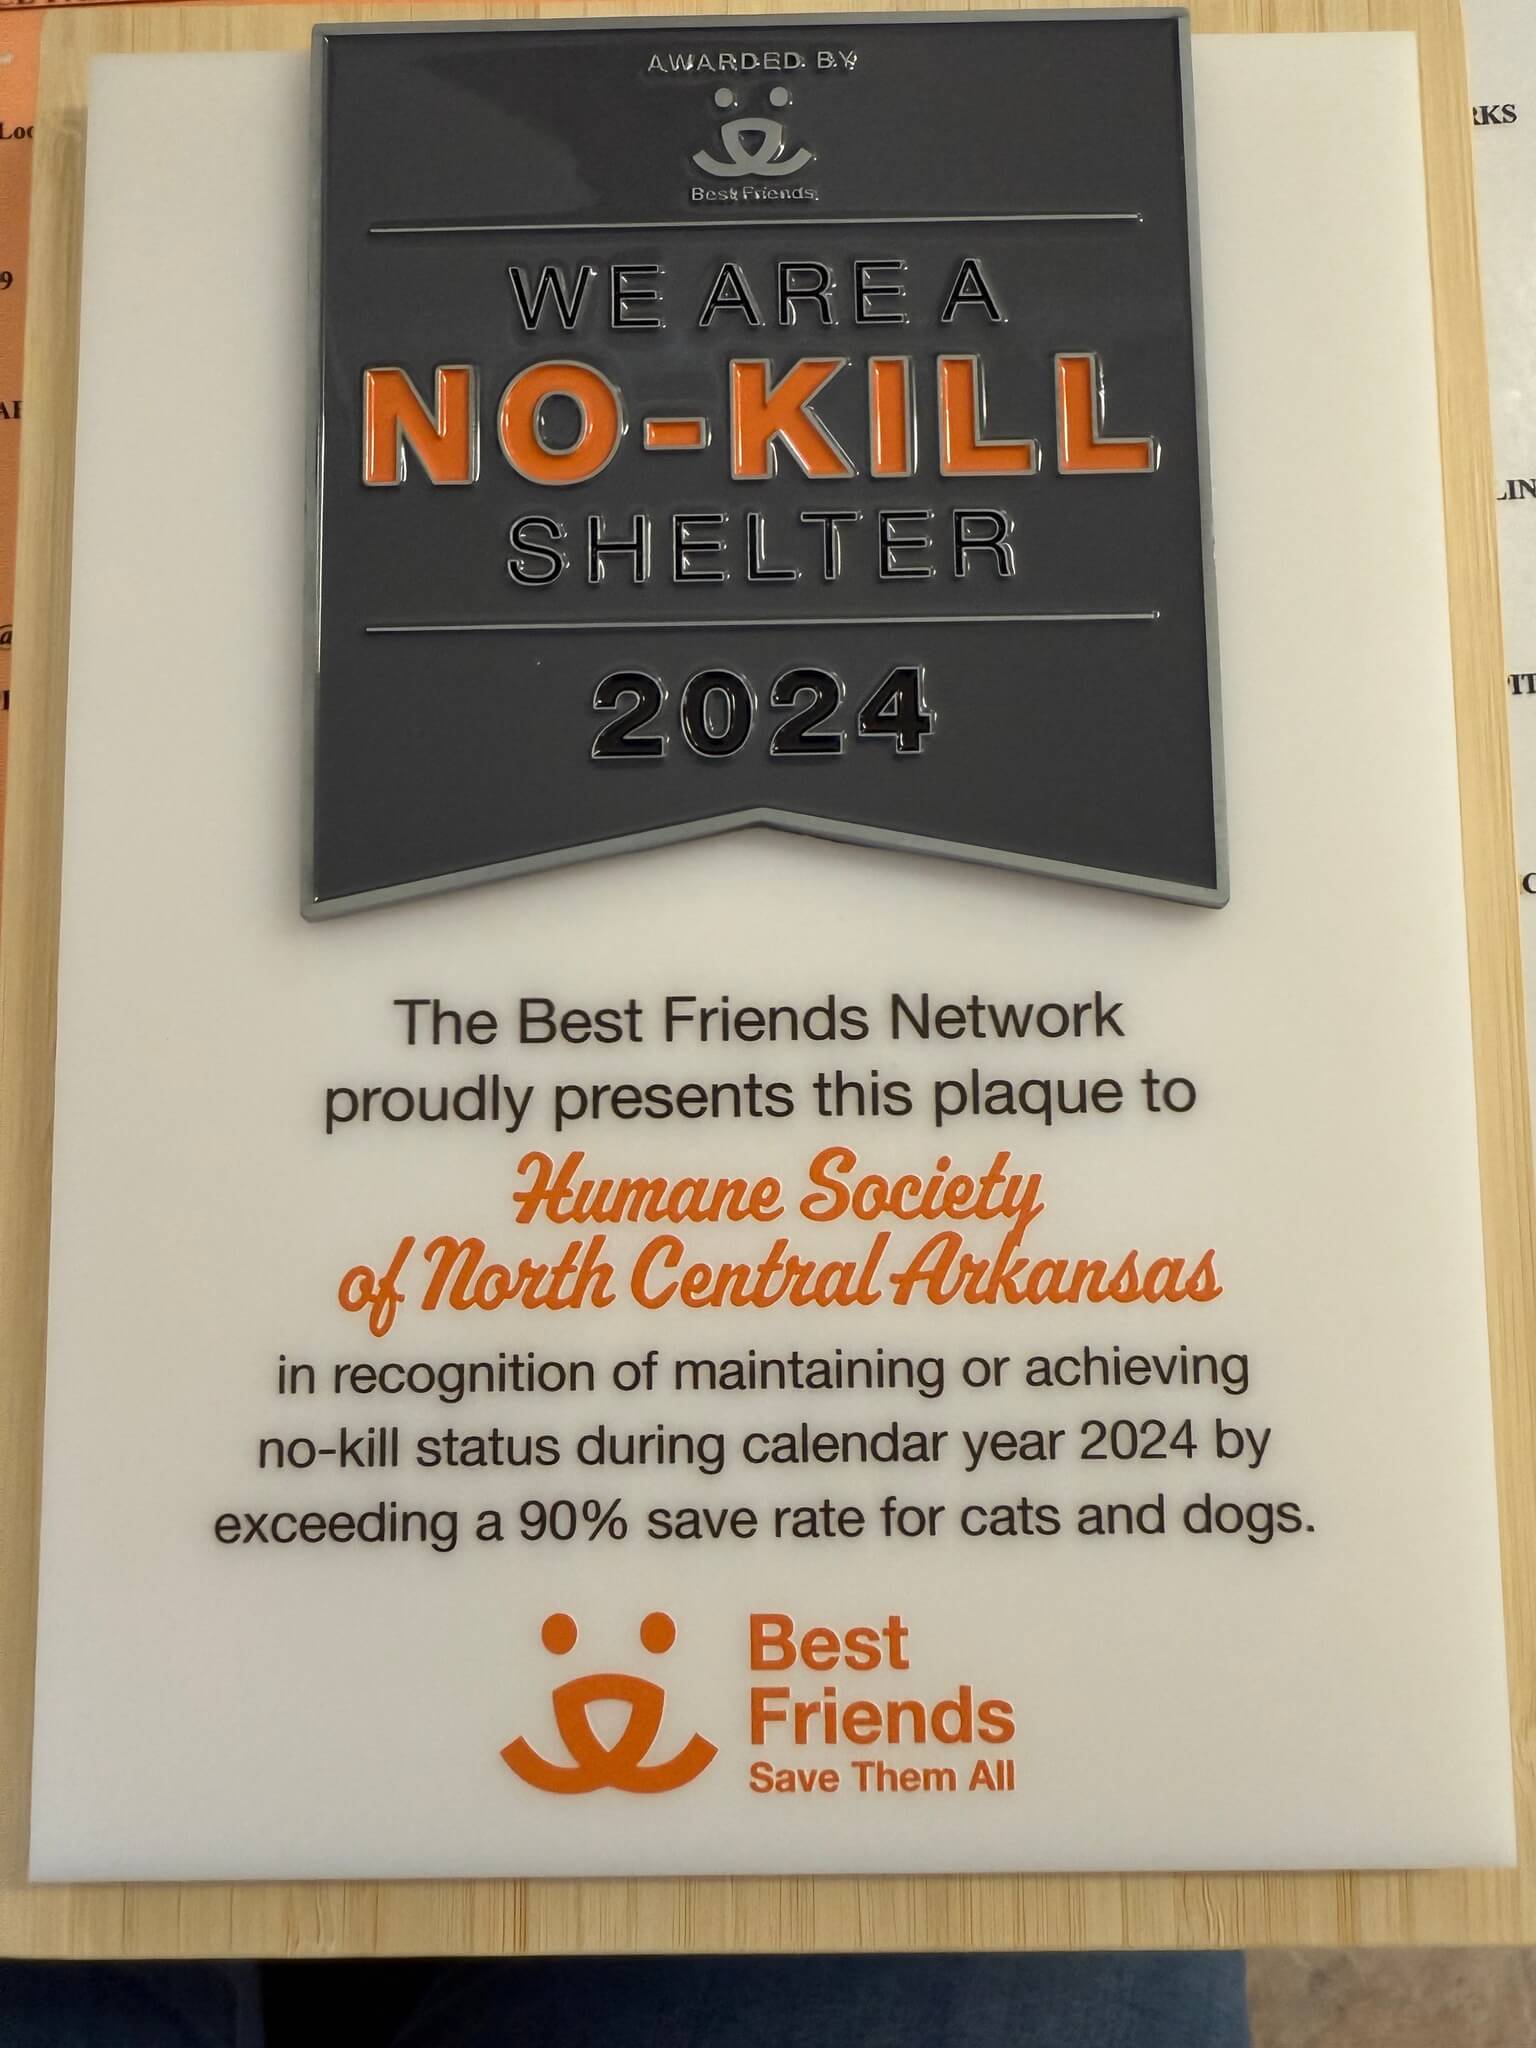 AWARDED BY
Best Friends
WE ARE A
NO-KILL
SHELTER
2024
The Best Friends Network
proudly presents this plaque to
Humane Society
of North Central Arkansas
in recognition of maintaining or achieving
no-kill status during calendar year 2024 by
exceeding a 90% save rate for cats and dogs.
Best
Friends
Save Them All